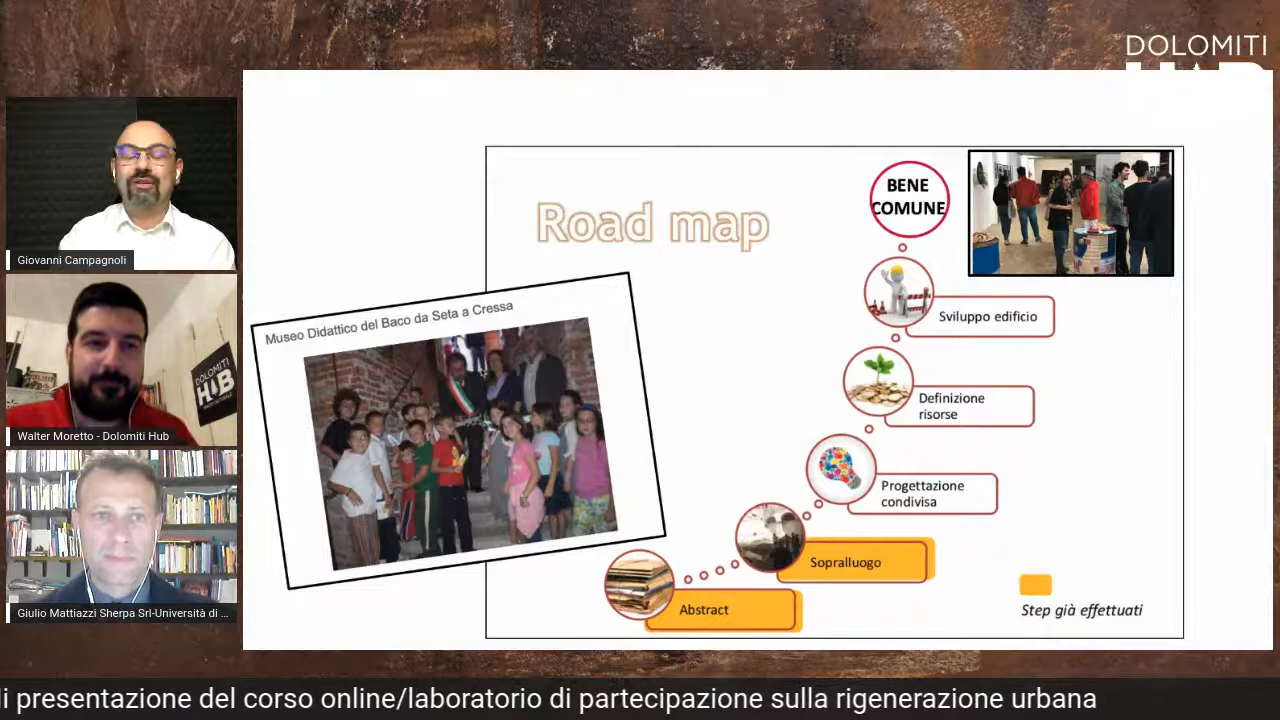 DOLOMITI
HUB
Giovanni Campagnoli
DOLOMITI
HUB
Walter Moretto - Dolomiti Hub
Giulio Mattiazzi Sherpa Srl-Università di ...
Road map
Museo Didattico del Baco da Seta a Cressa
BENE
COMUNE
Sviluppo edificio
Definizione
risorse
Progettazione
condivisa
Sopralluogo
Abstract
Step già effettuati
di presentazione del corso online/laboratorio di partecipazione sulla rigenerazione urbana